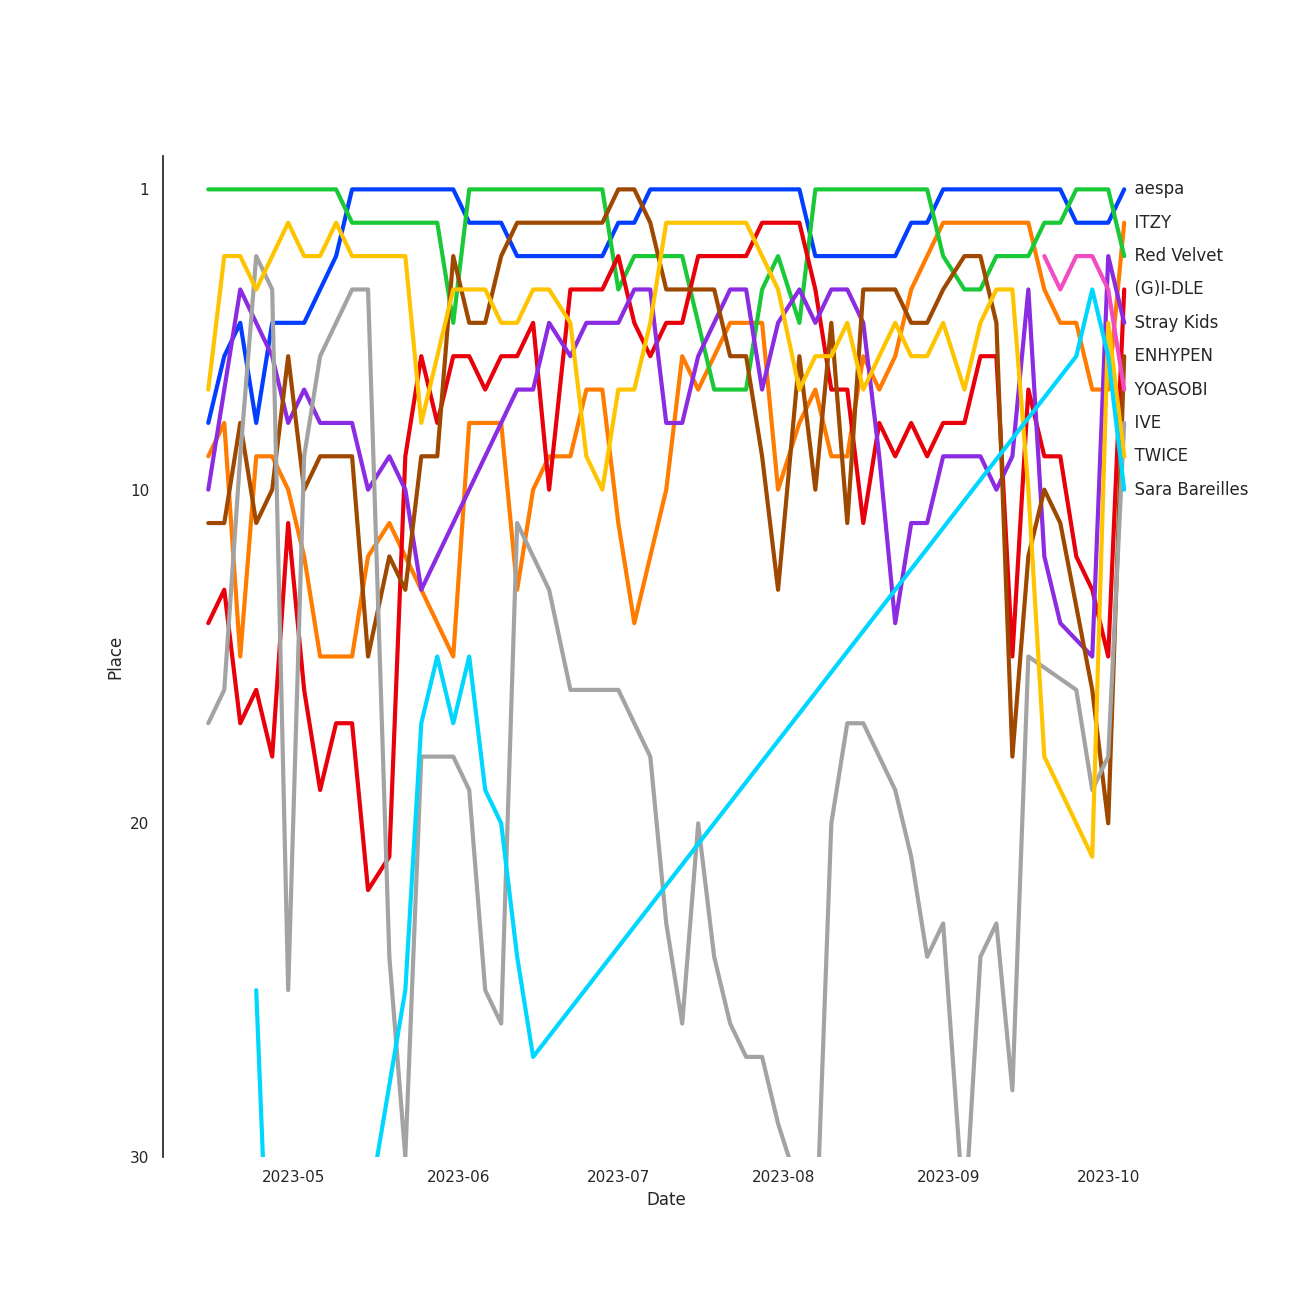 1
10
20
30
Place
2023-05
2023-06
2023-07
2023-08
2023-09
2023-10
Date
aespa
ITZY
Red Velvet
(G)I-DLE
Stray Kids
ENHYPEN
YOASOBI
IVE
TWICE
Sara Bareilles